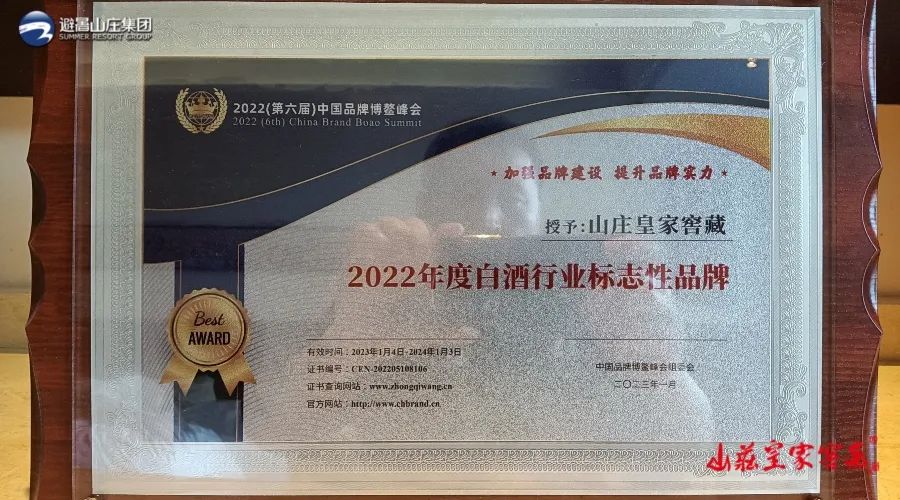 避暑山庄集团
SUMMER RESORT GROUP
2022(第六届)中国品牌博鳌峰会
2022 (6th) China Brand Boao Summit
★ 加强品牌建设 提升品牌实力 ★
授予:山庄皇家窖藏
2022年度白酒行业标志性品牌
Best
AWARD
有效时间:2023年1月4日-2024年1月3日
证书编号:CEN-202205108106
证书查询网站:www.zhongqiwang.cn
官方网站:http://www.chbrand.cn
中国品牌博鳌峰会组委会
二〇二三年一月
山莊皇家窖藏